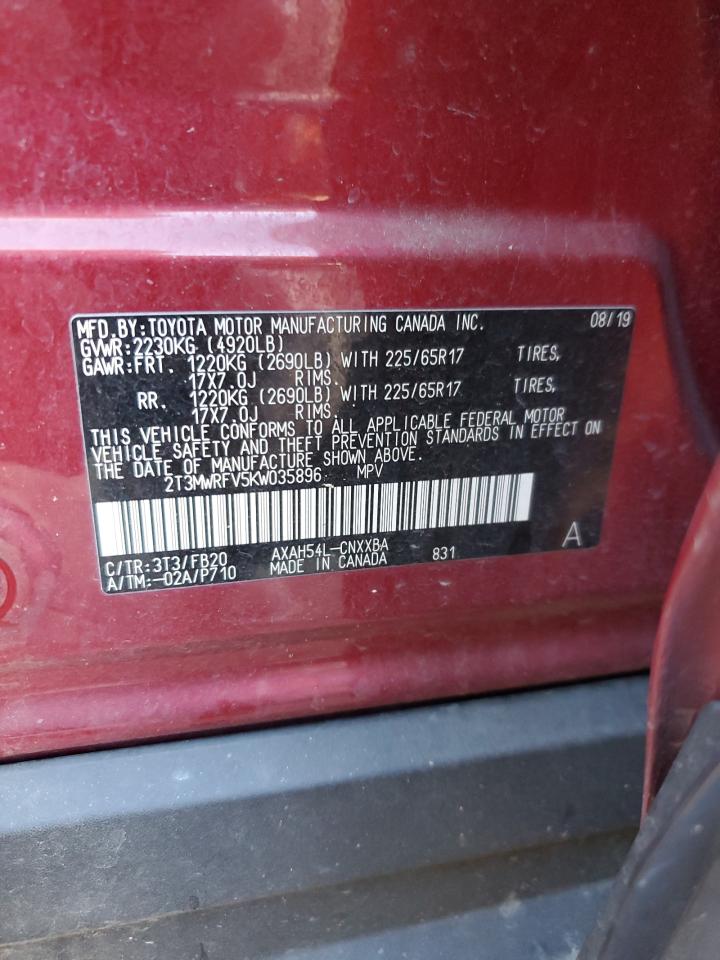 MFD.BY:TOYOTA MOTOR MANUFACTURING CANADA INC. 08/19
GVWR:2230KG (4920LB)
GAWR:FRT. 1220KG (2690LB) WITH 225/65R17 TIRES,
17X7.0J RIMS.
RR. 1220KG (2690LB) WITH 225/65R17 TIRES,
17X7.0J RIMS.
THIS VEHICLE CONFORMS TO ALL APPLICABLE FEDERAL MOTOR
VEHICLE SAFETY AND THEFT PREVENTION STANDARDS IN EFFECT ON
THE DATE OF MANUFACTURE SHOWN ABOVE.
2T3MWRFV5KW035896 MPV
C/TR:3T3/FB20 AXAH54L-CNXXBA 831 A
A/TM:-02A/P710 MADE IN CANADA